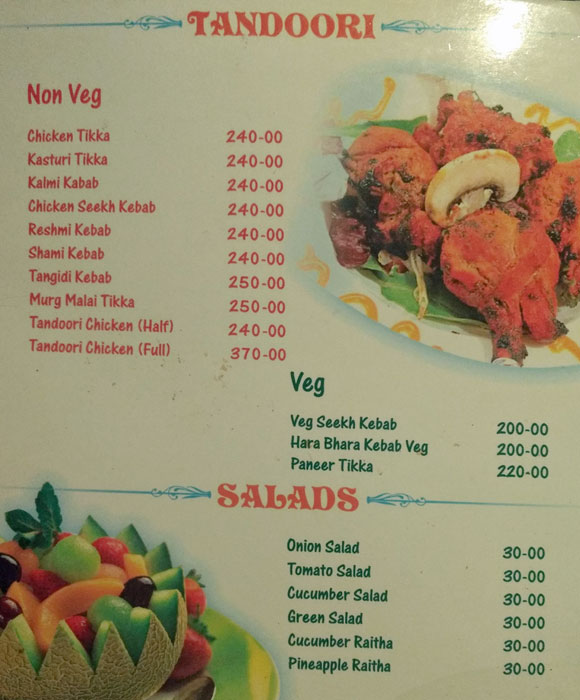 TANDOORI
Non Veg
Chicken Tikka 240-00
Kasturi Tikka 240-00
Kalmi Kabab 240-00
Chicken Seekh Kebab 240-00
Reshmi Kebab 240-00
Shami Kebab 240-00
Tangidi Kebab 250-00
Murg Malai Tikka 250-00
Tandoori Chicken (Half) 240-00
Tandoori Chicken (Full) 370-00
Veg
Veg Seekh Kebab 200-00
Hara Bhara Kebab Veg 200-00
Paneer Tikka 220-00
SALADS
Onion Salad 30-00
Tomato Salad 30-00
Cucumber Salad 30-00
Green Salad 30-00
Cucumber Raitha 30-00
Pineapple Raitha 30-00